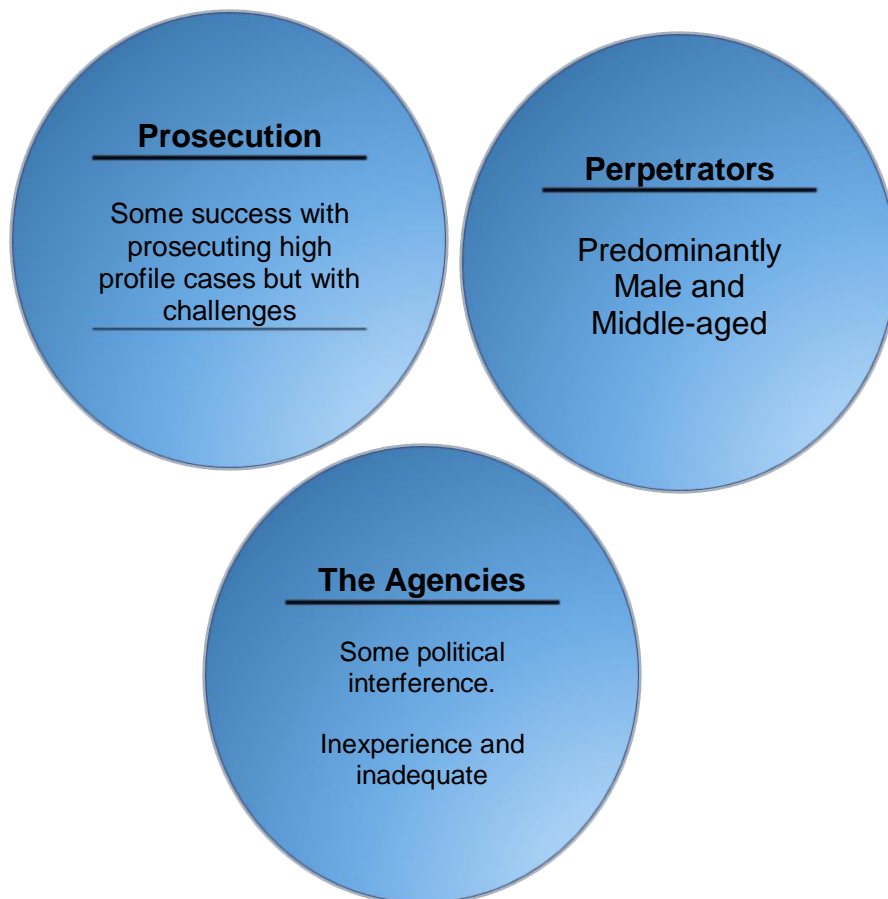 Prosecution
Some success with
prosecuting high
profile cases but with
challenges
Perpetrators
Predominantly
Male and
Middle-aged
The Agencies
Some political
interference.
Inexperience and
inadequate